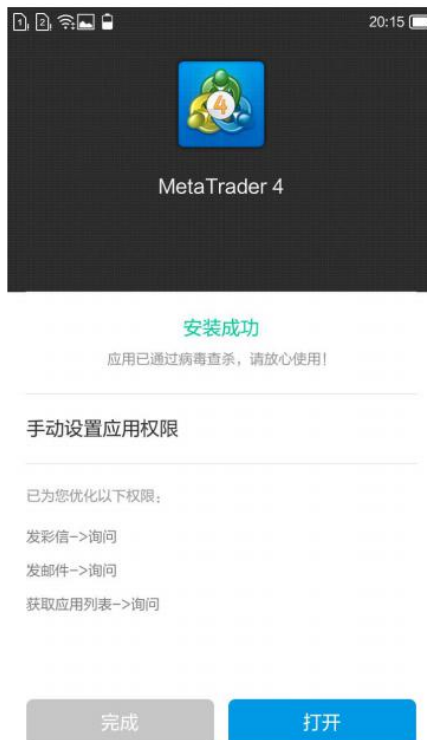 1 2 20:15
4
MetaTrader 4
安装成功
应用已通过病毒查杀，请放心使用！
手动设置应用权限
已为您优化以下权限：
发彩信->询问
发邮件->询问
获取应用列表->询问
完成 打开